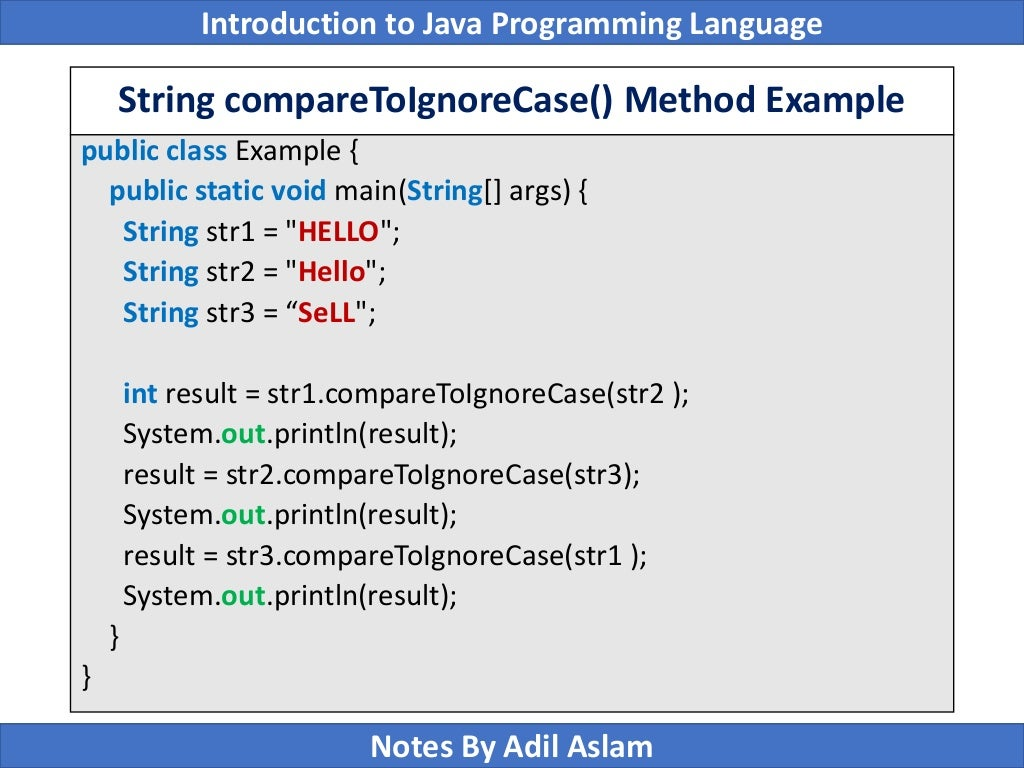 Introduction to Java Programming Language
String compareToIgnoreCase() Method Example
public class Example {
public static void main(String[] args) {
String str1 = "HELLO";
String str2 = "Hello";
String str3 = “SeLL";
int result = str1.compareToIgnoreCase(str2 );
System.out.println(result);
result = str2.compareToIgnoreCase(str3);
System.out.println(result);
result = str3.compareToIgnoreCase(str1 );
System.out.println(result);
}
}
Notes By Adil Aslam